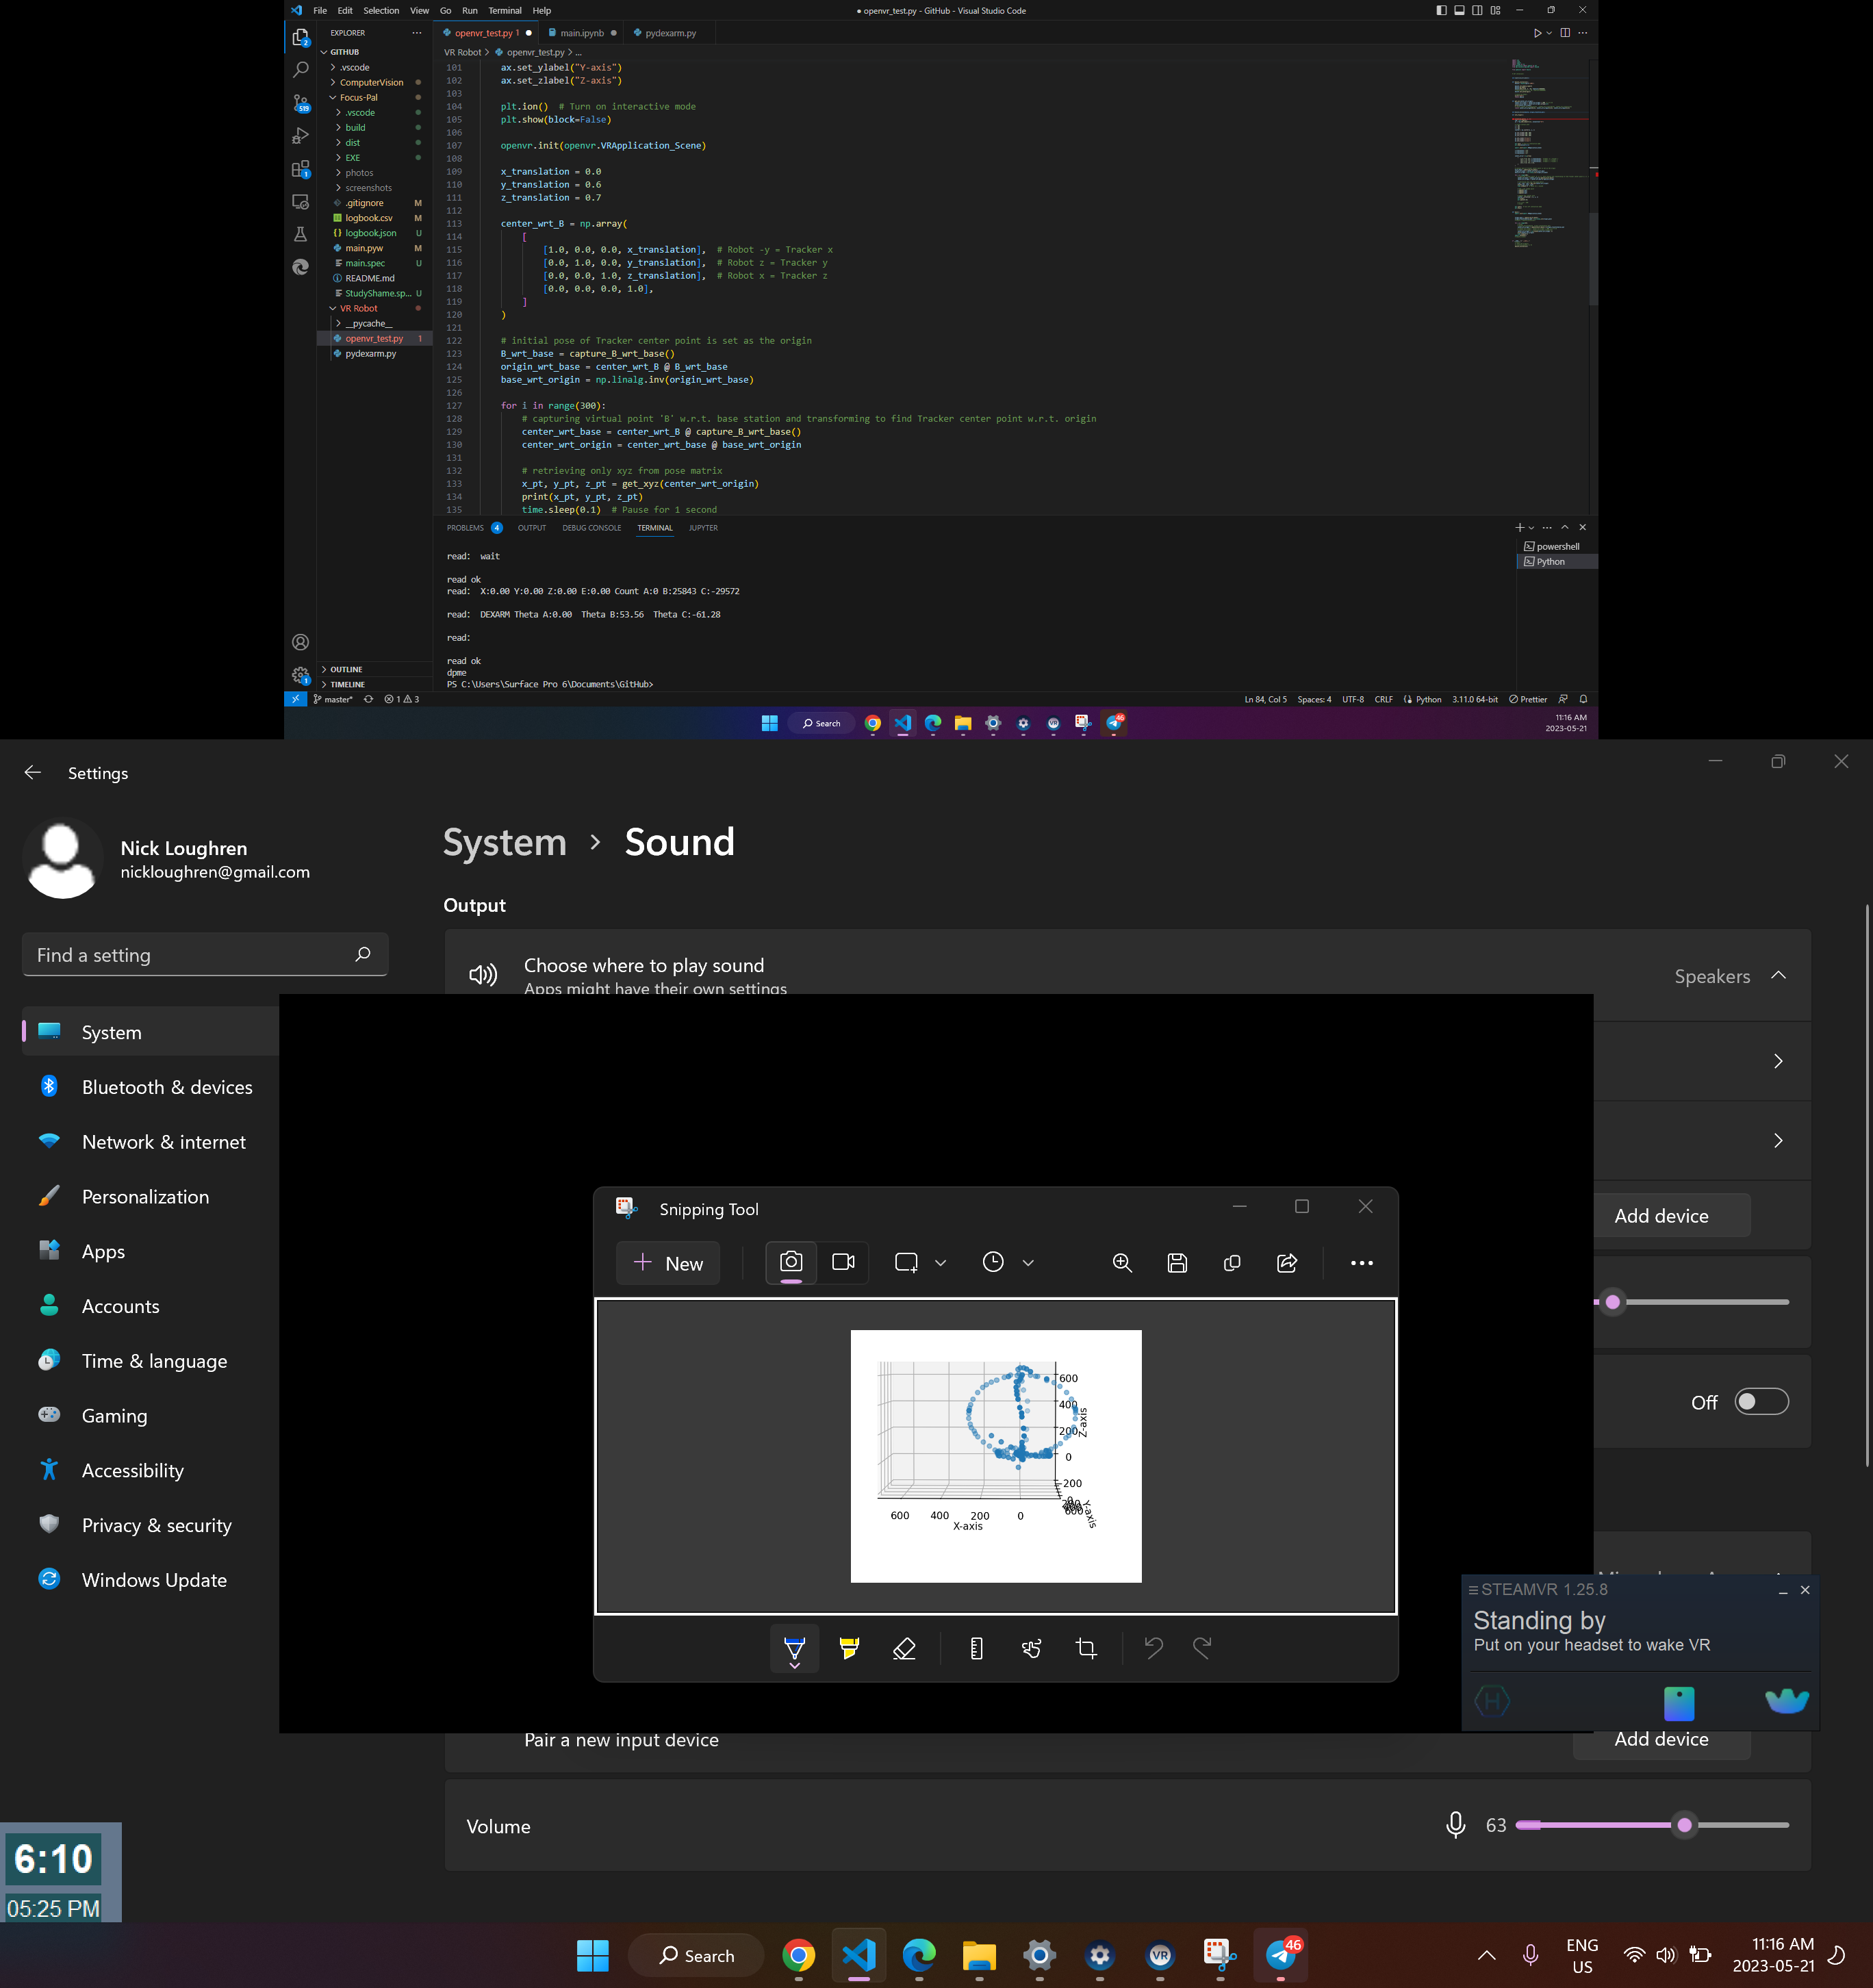 File Edit Selection View Go Run Terminal Help
● openvr_test.py - GitHub - Visual Studio Code
EXPLORER
GITHUB
.vscode
ComputerVision
Focus-Pal
.vscode
build
dist
EXE
photos
screenshots
.gitignore M
logbook.csv M
logbook.json U
main.pyw M
main.spec U
README.md
StudyShame.sp... U
VR Robot
__pycache__
openvr_test.py 1
pydexarm.py
OUTLINE
TIMELINE
openvr_test.py 1 main.ipynb pydexarm.py
VR Robot > openvr_test.py > ...
101 ax.set_ylabel("Y-axis")
102 ax.set_zlabel("Z-axis")
103
104 plt.ion() # Turn on interactive mode
105 plt.show(block=False)
106
107 openvr.init(openvr.VRApplication_Scene)
108
109 x_translation = 0.0
110 y_translation = 0.6
111 z_translation = 0.7
112
113 center_wrt_B = np.array(
114 [
115 [1.0, 0.0, 0.0, x_translation], # Robot -y = Tracker x
116 [0.0, 1.0, 0.0, y_translation], # Robot z = Tracker y
117 [0.0, 0.0, 1.0, z_translation], # Robot x = Tracker z
118 [0.0, 0.0, 0.0, 1.0],
119 ]
120 )
121
122 # initial pose of Tracker center point is set as the origin
123 B_wrt_base = capture_B_wrt_base()
124 origin_wrt_base = center_wrt_B @ B_wrt_base
125 base_wrt_origin = np.linalg.inv(origin_wrt_base)
126
127 for i in range(300):
128 # capturing virtual point 'B' w.r.t. base station and transforming to find Tracker center point w.r.t. origin
129 center_wrt_base = center_wrt_B @ capture_B_wrt_base()
130 center_wrt_origin = center_wrt_base @ base_wrt_origin
131
132 # retrieving only xyz from pose matrix
133 x_pt, y_pt, z_pt = get_xyz(center_wrt_origin)
134 print(x_pt, y_pt, z_pt)
135 time.sleep(0.1) # Pause for 1 second
PROBLEMS 4 OUTPUT DEBUG CONSOLE TERMINAL JUPYTER
powershell
Python
read: wait
read ok
read: X:0.00 Y:0.00 Z:0.00 E:0.00 Count A:0 B:25843 C:-29572
read: DEXARM Theta A:0.00 Theta B:53.56 Theta C:-61.28
read:
read ok
dpme
PS C:\Users\Surface Pro 6\Documents\GitHub>
master* 1 3
Ln 84, Col 5 Spaces: 4 UTF-8 CRLF Python 3.11.0 64-bit Prettier
Search
46
11:16 AM
2023-05-21
Settings
Nick Loughren
nickloughren@gmail.com
Find a setting
System
Bluetooth & devices
Network & internet
Personalization
Apps
Accounts
Time & language
Gaming
Accessibility
Privacy & security
Windows Update
System > Sound
Output
Choose where to play sound
Apps might have their own settings
Speakers
Add device
Off
Snipping Tool
New
600
400
200
0
-200
Z-axis
600 400 200 0
X-axis
Y-axis
STEAMVR 1.25.8
Standing by
Put on your headset to wake VR
Pair a new input device
Add device
Volume
63
6:10
05:25 PM
Search
46
ENG
US
11:16 AM
2023-05-21